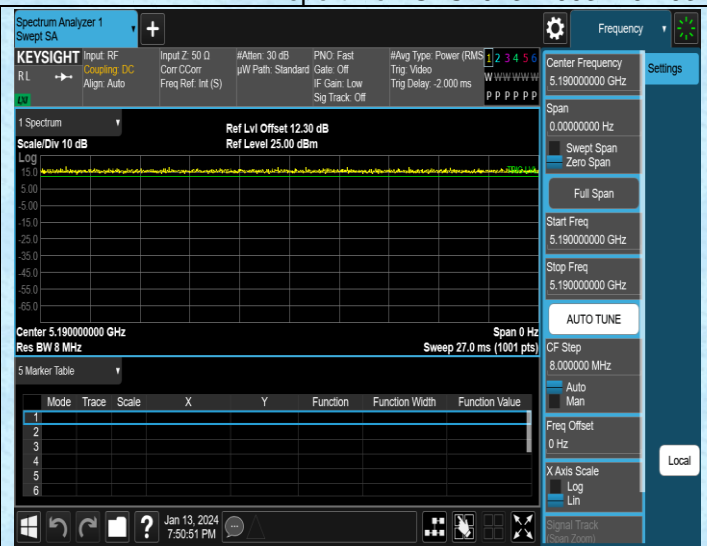 Spectrum Analyzer 1
Swept SA
Frequency
KEYSIGHT
RL
LXI
Input: RF
Coupling: DC
Align: Auto
Input Z: 50 Ω
Corr CCorr
Freq Ref: Int (S)
#Atten: 30 dB
µW Path: Standard
PNO: Fast
Gate: Off
IF Gain: Low
Sig Track: Off
#Avg Type: Power (RMS
Trig: Video
Trig Delay: -2.000 ms
1 2 3 4 5 6
W W W W W W
P P P P P P
Center Frequency
5.190000000 GHz
Settings
Span
0.00000000 Hz
Swept Span
Zero Span
Full Span
Start Freq
5.190000000 GHz
Stop Freq
5.190000000 GHz
AUTO TUNE
CF Step
8.000000 MHz
Auto
Man
Freq Offset
0 Hz
X Axis Scale
Log
Lin
Signal Track
(Span Zoom)
Local
1 Spectrum
Scale/Div 10 dB
Ref Lvl Offset 12.30 dB
Ref Level 25.00 dBm
Log
15.0
5.00
-5.00
-15.0
-25.0
-35.0
-45.0
-55.0
-65.0
Center 5.190000000 GHz
Res BW 8 MHz
Span 0 Hz
Sweep 27.0 ms (1001 pts)
5 Marker Table
Mode Trace Scale X Y Function Function Width Function Value
1
2
3
4
5
6
?
Jan 13, 2024
7:50:51 PM